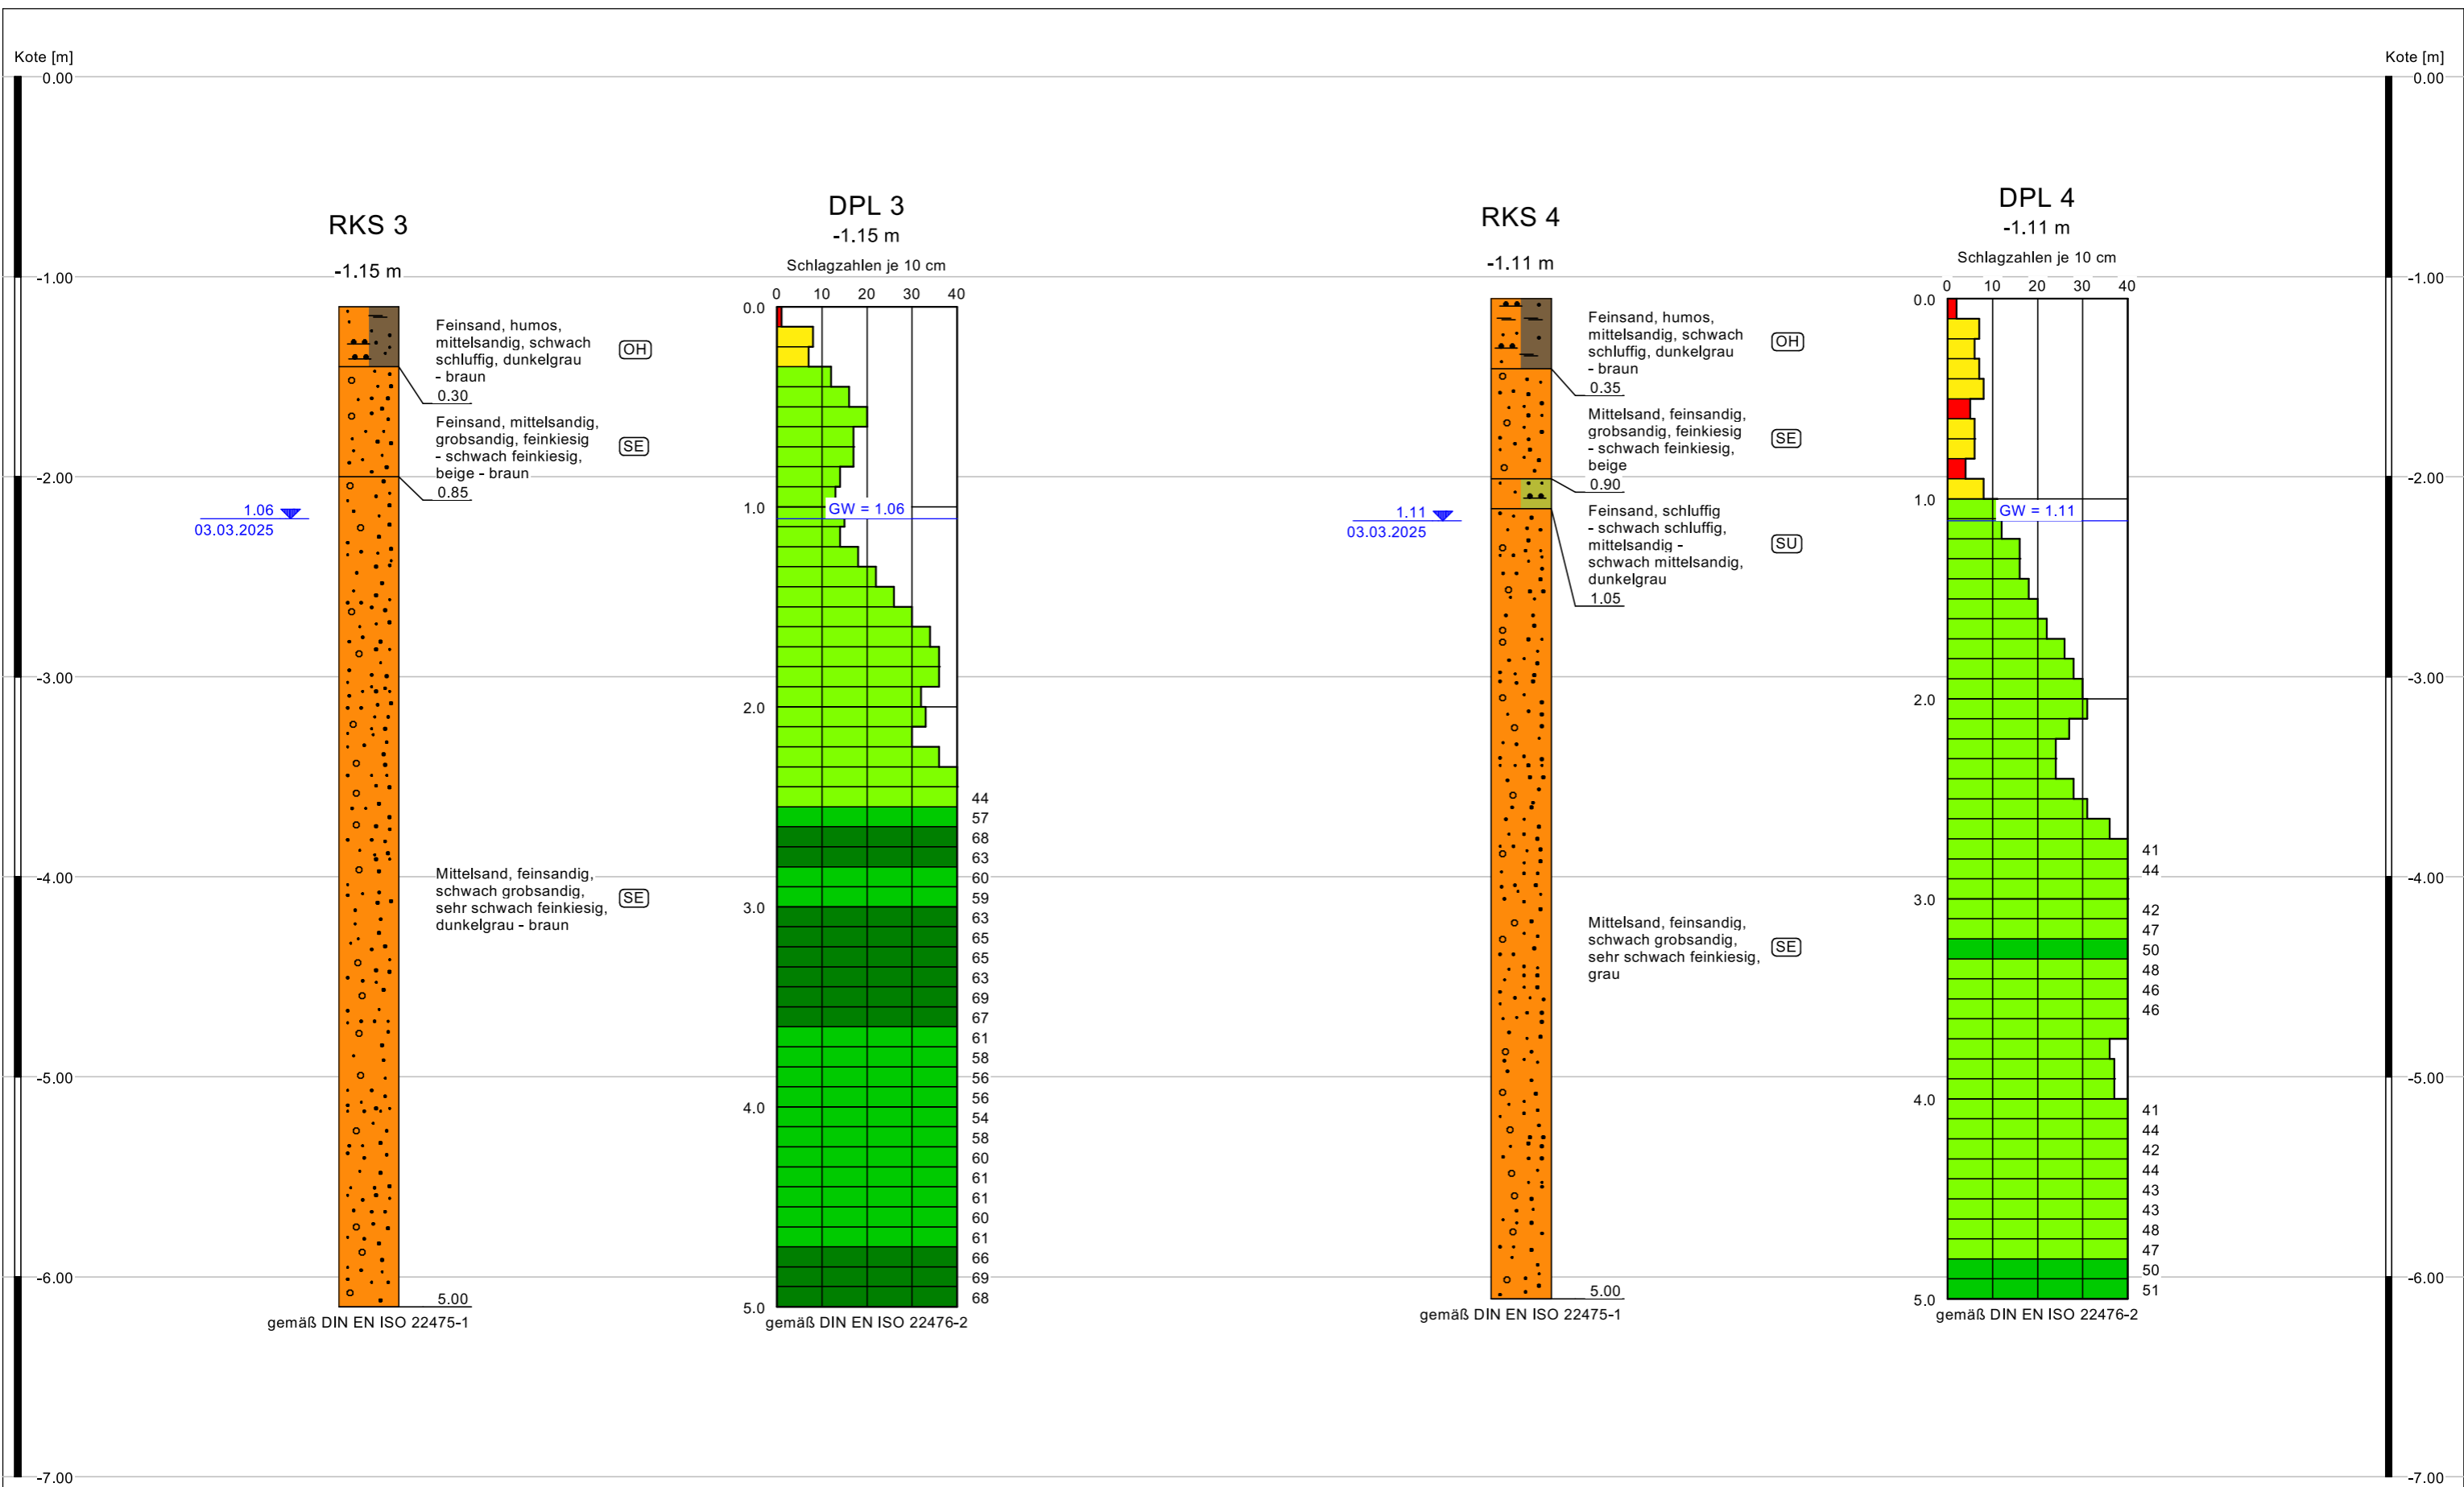 Kote [m]
0.00
-1.00
-2.00
-3.00
-4.00
-5.00
-6.00
-7.00
RKS 3
-1.15 m
Feinsand, humos,
mittelsandig, schwach
schluffig, dunkelgrau
- braun
OH
0.30
Feinsand, mittelsandig,
grobsandig, feinkiesig
- schwach feinkiesig,
beige - braun
SE
0.85
1.06
03.03.2025
Mittelsand, feinsandig,
schwach grobsandig,
sehr schwach feinkiesig,
dunkelgrau - braun
SE
5.00
gemäß DIN EN ISO 22475-1
DPL 3
-1.15 m
Schlagzahlen je 10 cm
0 10 20 30 40
0.0
1.0
GW = 1.06
2.0
44
57
68
63
60
59
3.0
63
65
65
63
69
67
61
58
56
56
4.0
54
58
60
61
61
60
61
66
69
68
5.0
gemäß DIN EN ISO 22476-2
RKS 4
-1.11 m
Feinsand, humos,
mittelsandig, schwach
schluffig, dunkelgrau
- braun
OH
0.35
Mittelsand, feinsandig,
grobsandig, feinkiesig
- schwach feinkiesig,
beige
SE
0.90
Feinsand, schluffig
- schwach schluffig,
mittelsandig -
schwach mittelsandig,
dunkelgrau
SU
1.05
1.11
03.03.2025
Mittelsand, feinsandig,
schwach grobsandig,
sehr schwach feinkiesig,
grau
SE
5.00
gemäß DIN EN ISO 22475-1
DPL 4
-1.11 m
Schlagzahlen je 10 cm
0 10 20 30 40
0.0
1.0
GW = 1.11
2.0
41
44
3.0
42
47
50
48
46
46
4.0
41
44
42
44
43
43
48
47
50
51
5.0
gemäß DIN EN ISO 22476-2
Kote [m]
0.00
-1.00
-2.00
-3.00
-4.00
-5.00
-6.00
-7.00